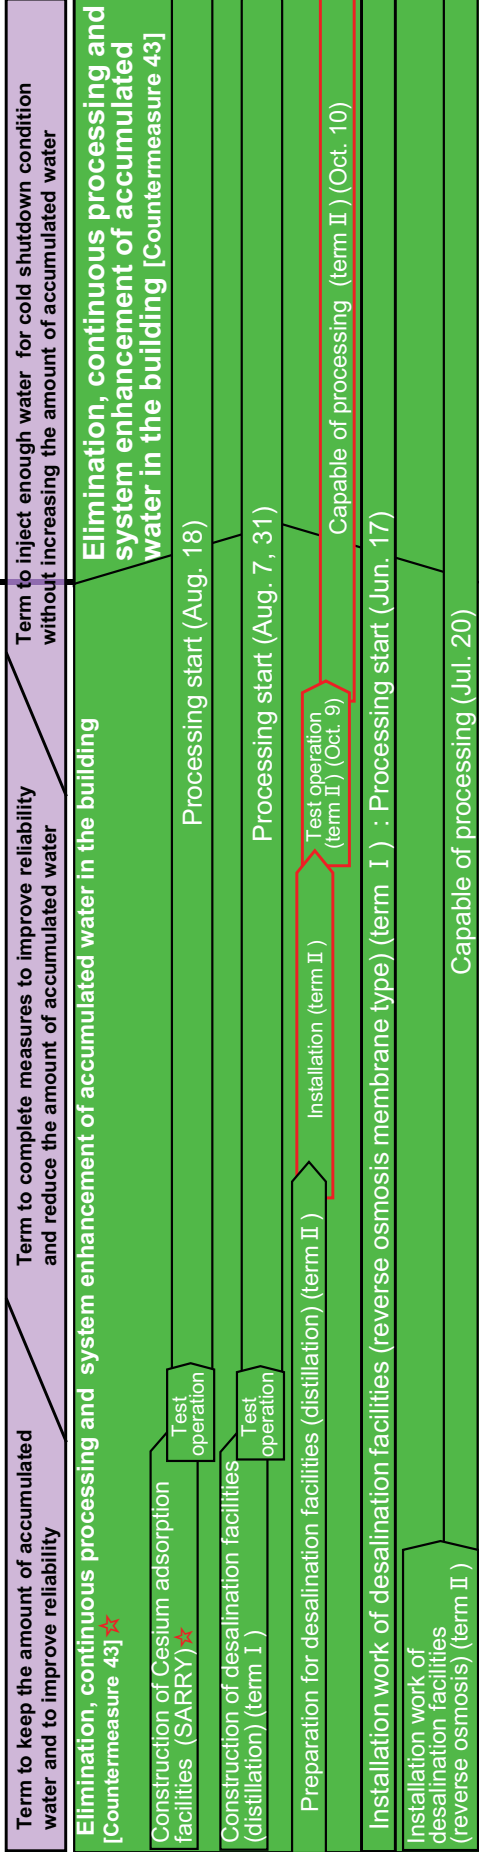 Term to keep the amount of accumulated
water and to improve reliability
Term to complete measures to improve reliability
and reduce the amount of accumulated water
Term to inject enough water for cold shutdown condition
without increasing the amount of accumulated water
Elimination, continuous processing and system enhancement of accumulated water in the building
[Countermeasure 43]☆
Elimination, continuous processing and
system enhancement of accumulated
water in the building [Countermeasure 43]
Construction of Cesium adsorption
facilities (SARRY)☆
Test
operation
Processing start (Aug. 18)
Construction of desalination facilities
(distillation) (term Ⅰ)
Test
operation
Processing start (Aug. 7, 31)
Preparation for desalination facilities (distillation) (term Ⅱ)
Installation (term Ⅱ)
Test operation
(term Ⅱ) (Oct. 9)
Capable of processing (term Ⅱ) (Oct. 10)
Installation work of desalination facilities (reverse osmosis membrane type) (term Ⅰ) : Processing start (Jun. 17)
Installation work of
desalination facilities
(reverse osmosis) (term Ⅱ)
Capable of processing (Jul. 20)